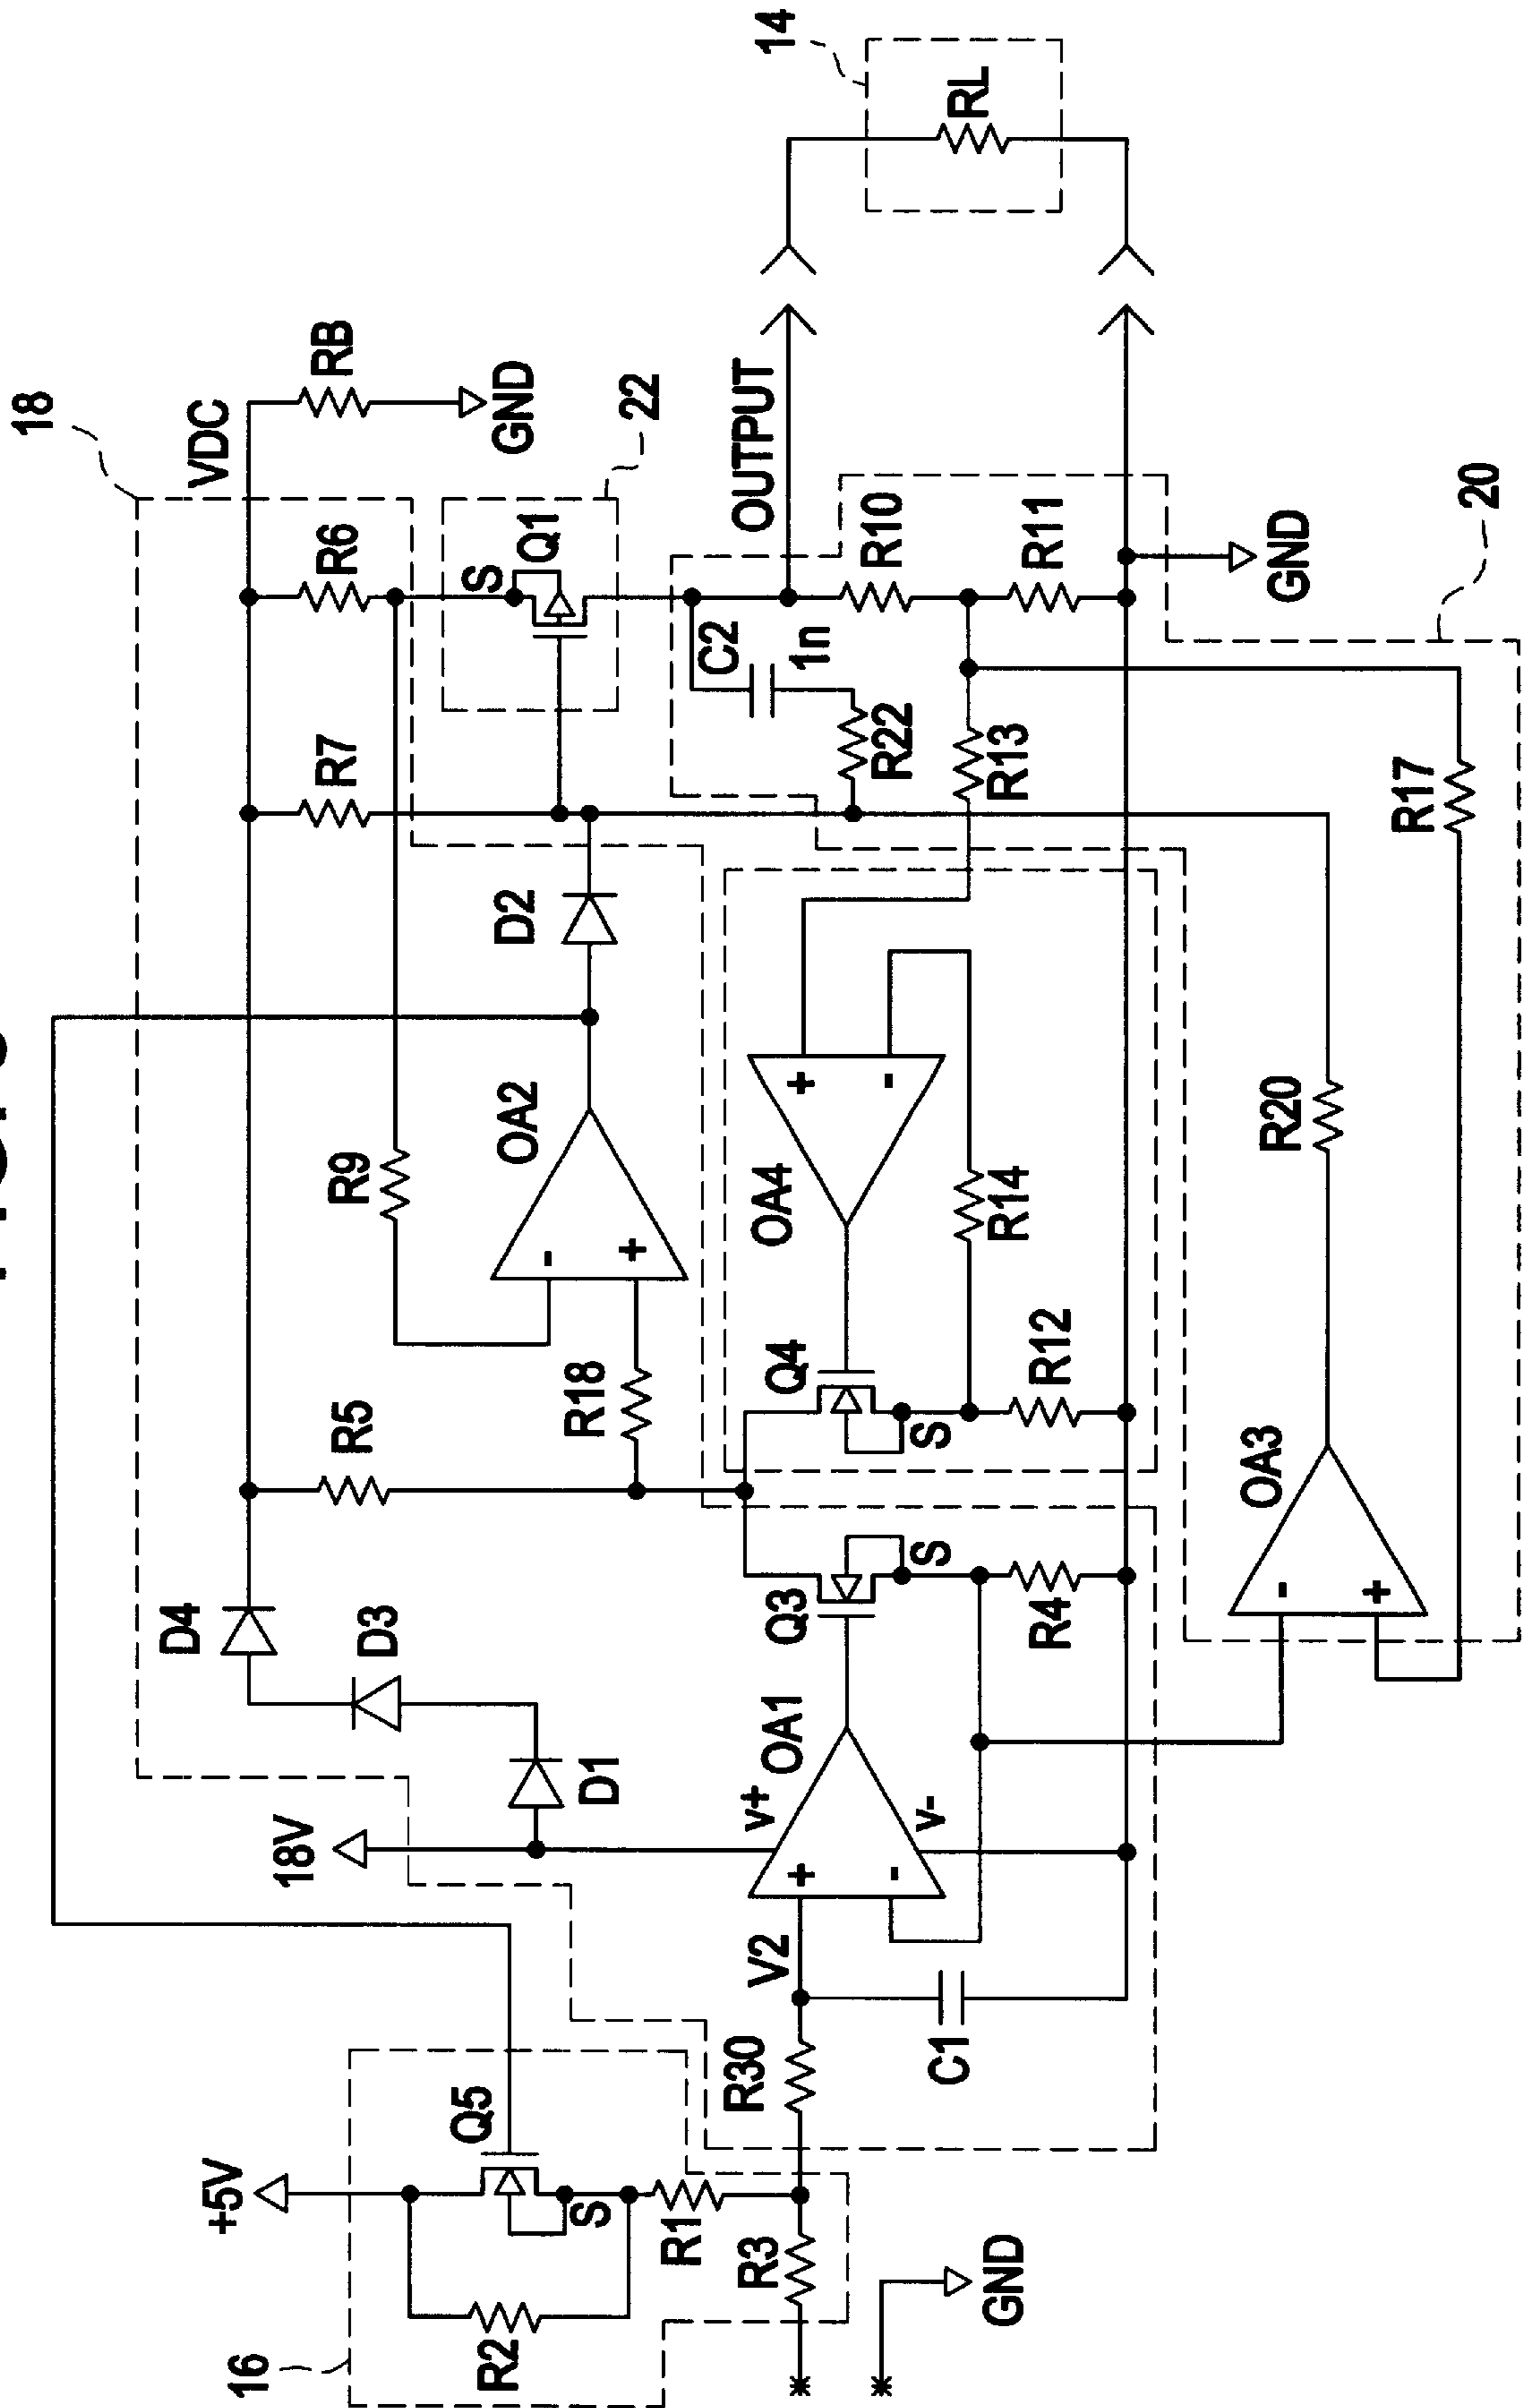 18
16
+5V
D4
VDC
18V
D3
R5
R9
R7
R6
RB
R2
Q5
D1
OA2
D2
S
Q1
GND
S
R18
-
+
22
R1
R3
R30
V2
v+
OA1
Q3
Q4
OA4
C2
OUTPUT
14
+
+
1n
R22
R10
RL
C1
-
v-
S
S
-
GND
R4
R12
R14
R13
R11
OA3
R20
GND
-
+
R17
20